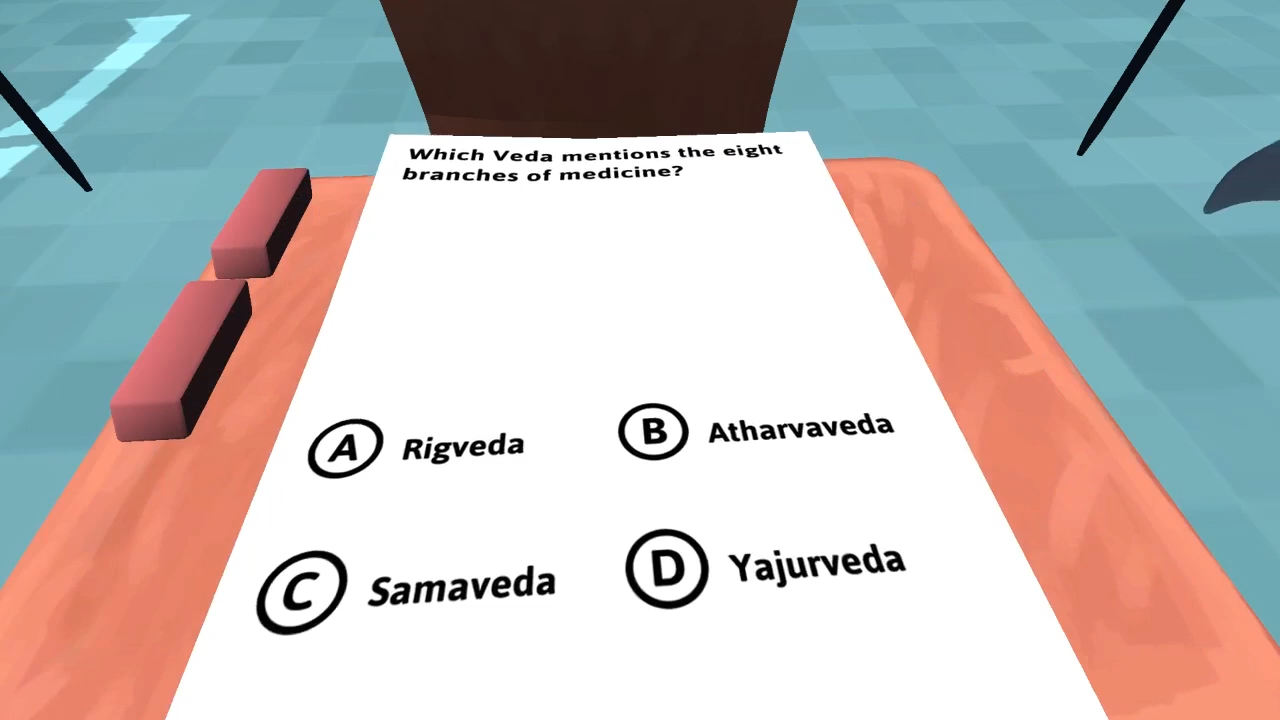 Which Veda mentions the eight
branches of medicine?
A Rigveda
B Atharvaveda
C Samaveda
D Yajurveda